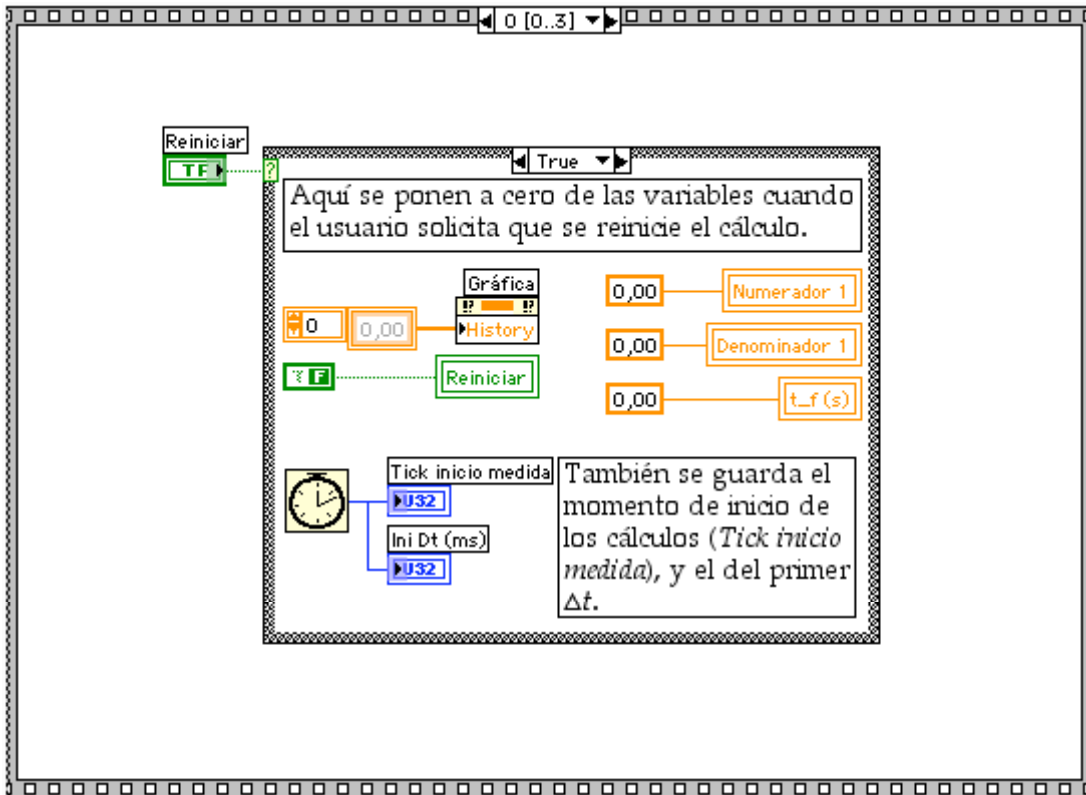 0 [0..3]
Reiniciar
TF
?
True
Aquí se ponen a cero de las variables cuando
el usuario solicita que se reinicie el cálculo.
Gráfica
!? !?
0
0,00
History
F
Reiniciar
0,00
Numerador 1
0,00
Denominador 1
0,00
t_f (s)
Tick inicio medida
U32
Ini Dt (ms)
U32
También se guarda el
momento de inicio de
los cálculos (Tick inicio
medida), y el del primer
Δt.